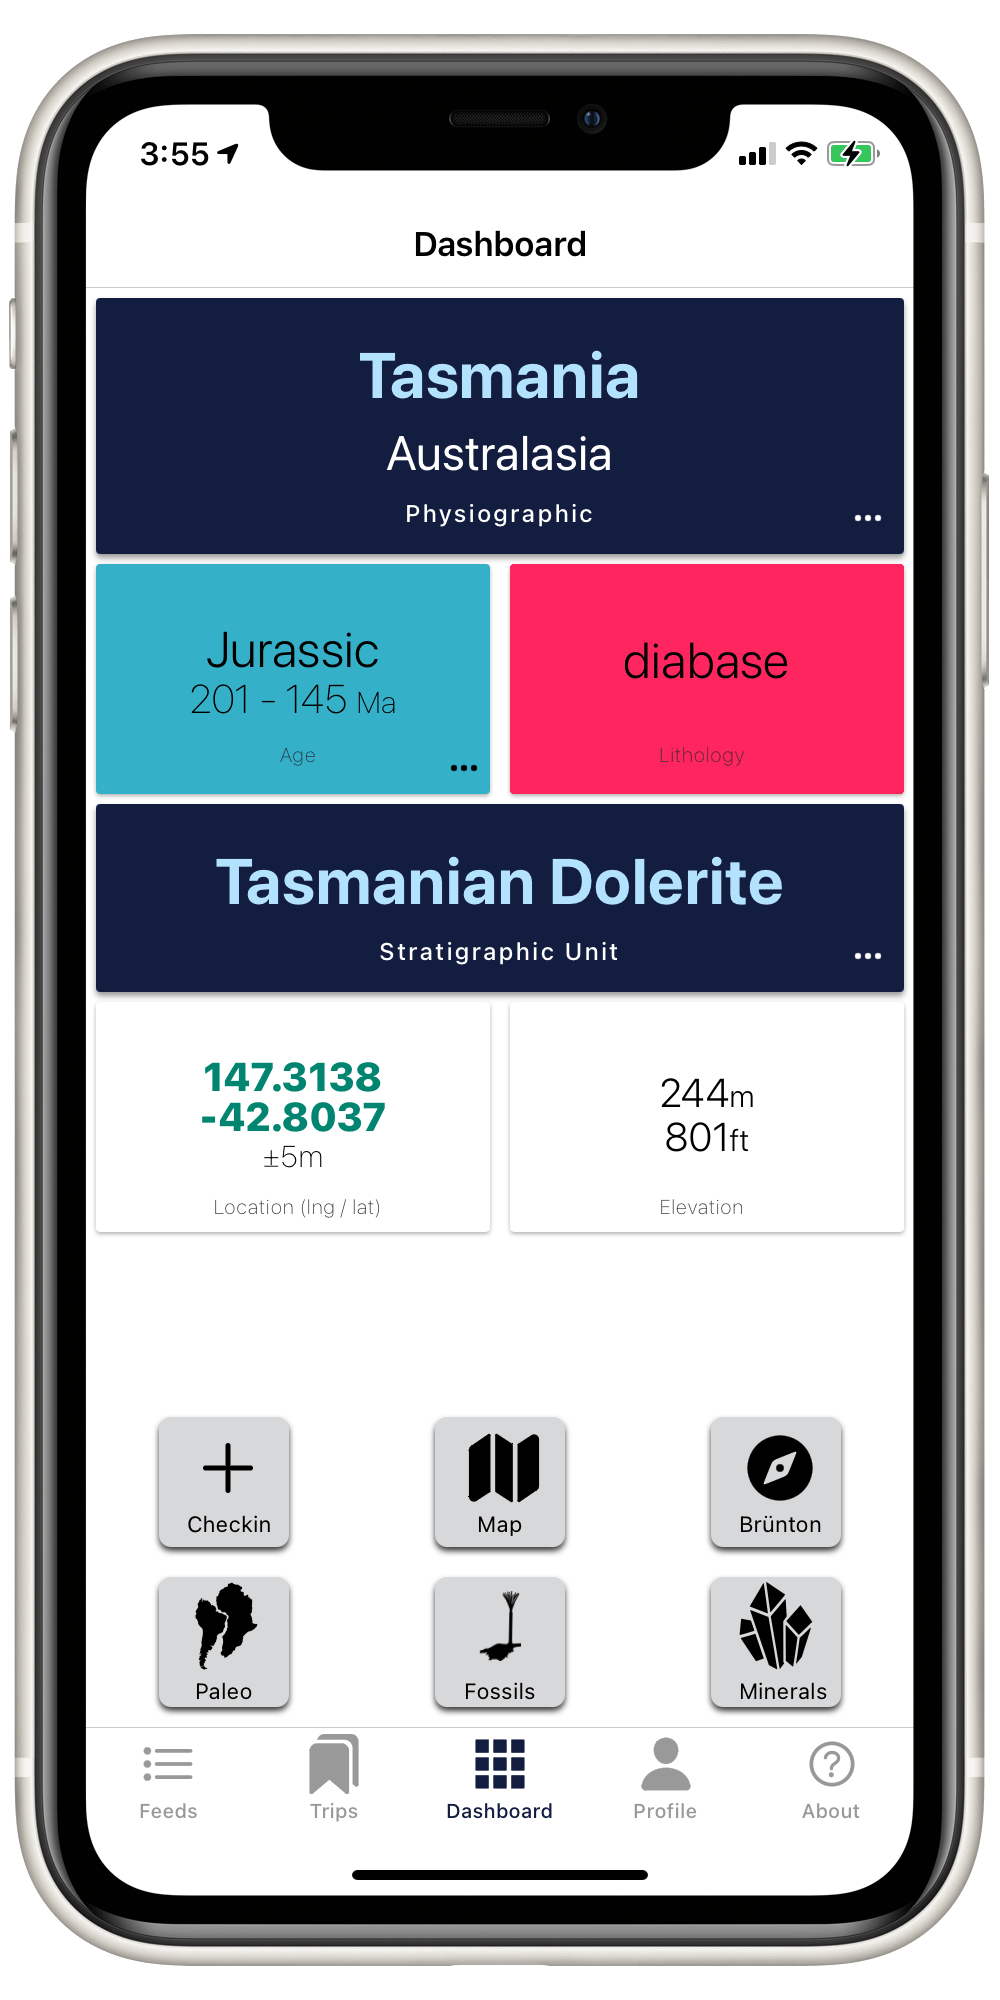 3:55
Dashboard
Tasmania
Australasia
Physiographic
Jurassic
201 - 145 Ma
Age
diabase
Lithology
Tasmanian Dolerite
Stratigraphic Unit
147.3138
-42.8037
±5m
Location (lng / lat)
244m
801ft
Elevation
Checkin
Map
Brünton
Paleo
Fossils
Minerals
Feeds
Trips
Dashboard
Profile
About